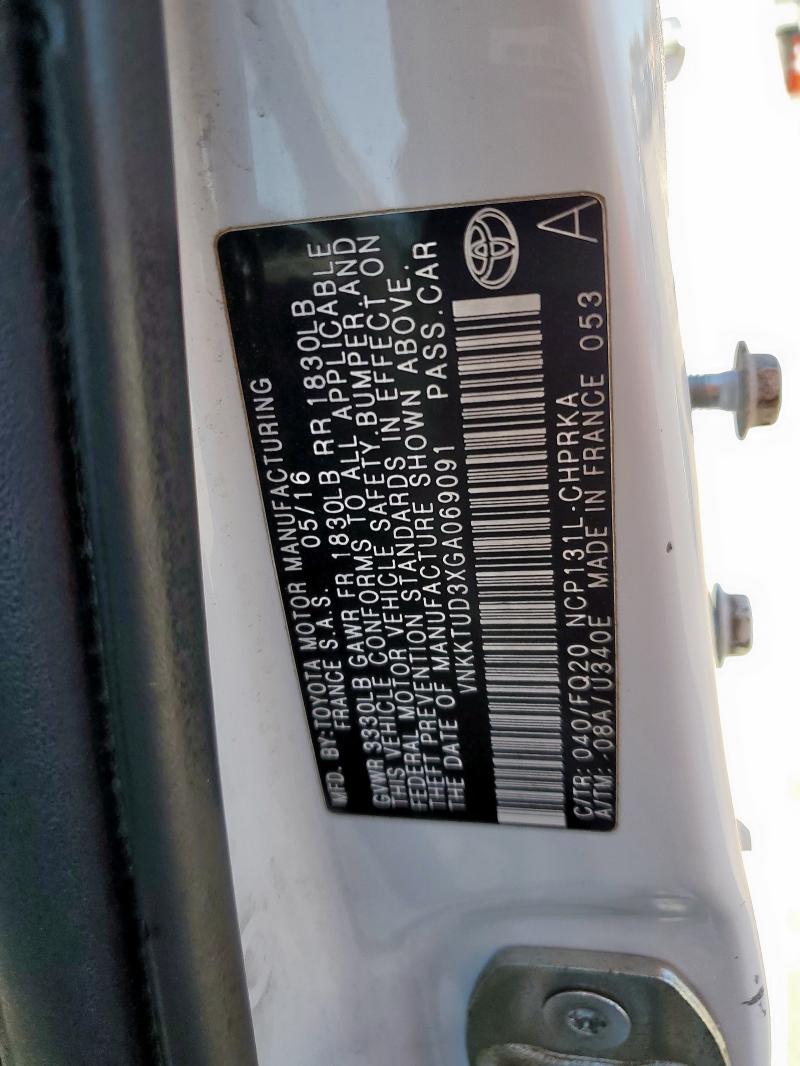 MFD. BY:TOYOTA MOTOR MANUFACTURING
FRANCE S.A.S. 05/16
GVWR 3330LB GAWR FR 1830LB RR 1830LB
THIS VEHICLE CONFORMS TO ALL APPLICABLE
FEDERAL MOTOR VEHICLE SAFETY, BUMPER, AND
THEFT PREVENTION STANDARDS IN EFFECT ON
THE DATE OF MANUFACTURE SHOWN ABOVE.
VNKKTUD3XGA069091 PASS.CAR
C/TR: 040/FQ20 NCP131L-CHPRKA
A/TM: -08A/U340E MADE IN FRANCE 053 A